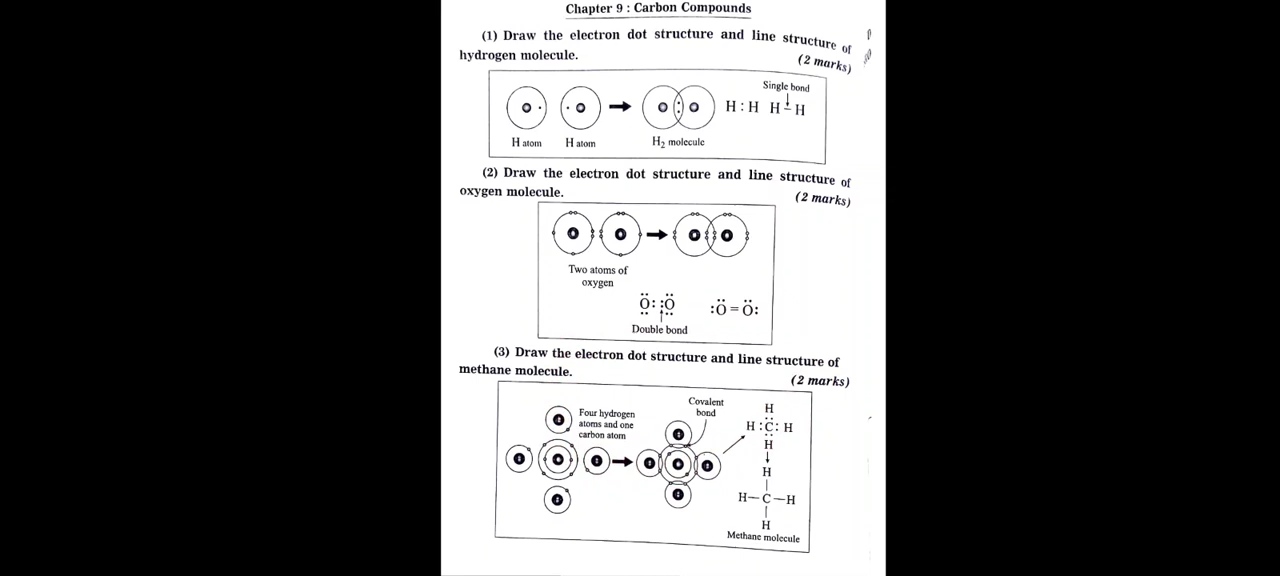 Chapter 9 : Carbon Compounds
(1) Draw the electron dot structure and line structure of
hydrogen molecule. (2 marks)
Single bond
H : H H – H
H atom H atom H₂ molecule
(2) Draw the electron dot structure and line structure of
oxygen molecule. (2 marks)
Two atoms of
oxygen
Ö: :Ö :Ö = Ö:
Double bond
(3) Draw the electron dot structure and line structure of
methane molecule. (2 marks)
Covalent
bond
Four hydrogen
atoms and one
carbon atom
H
H : C : H
H
H
H – C – H
H
Methane molecule